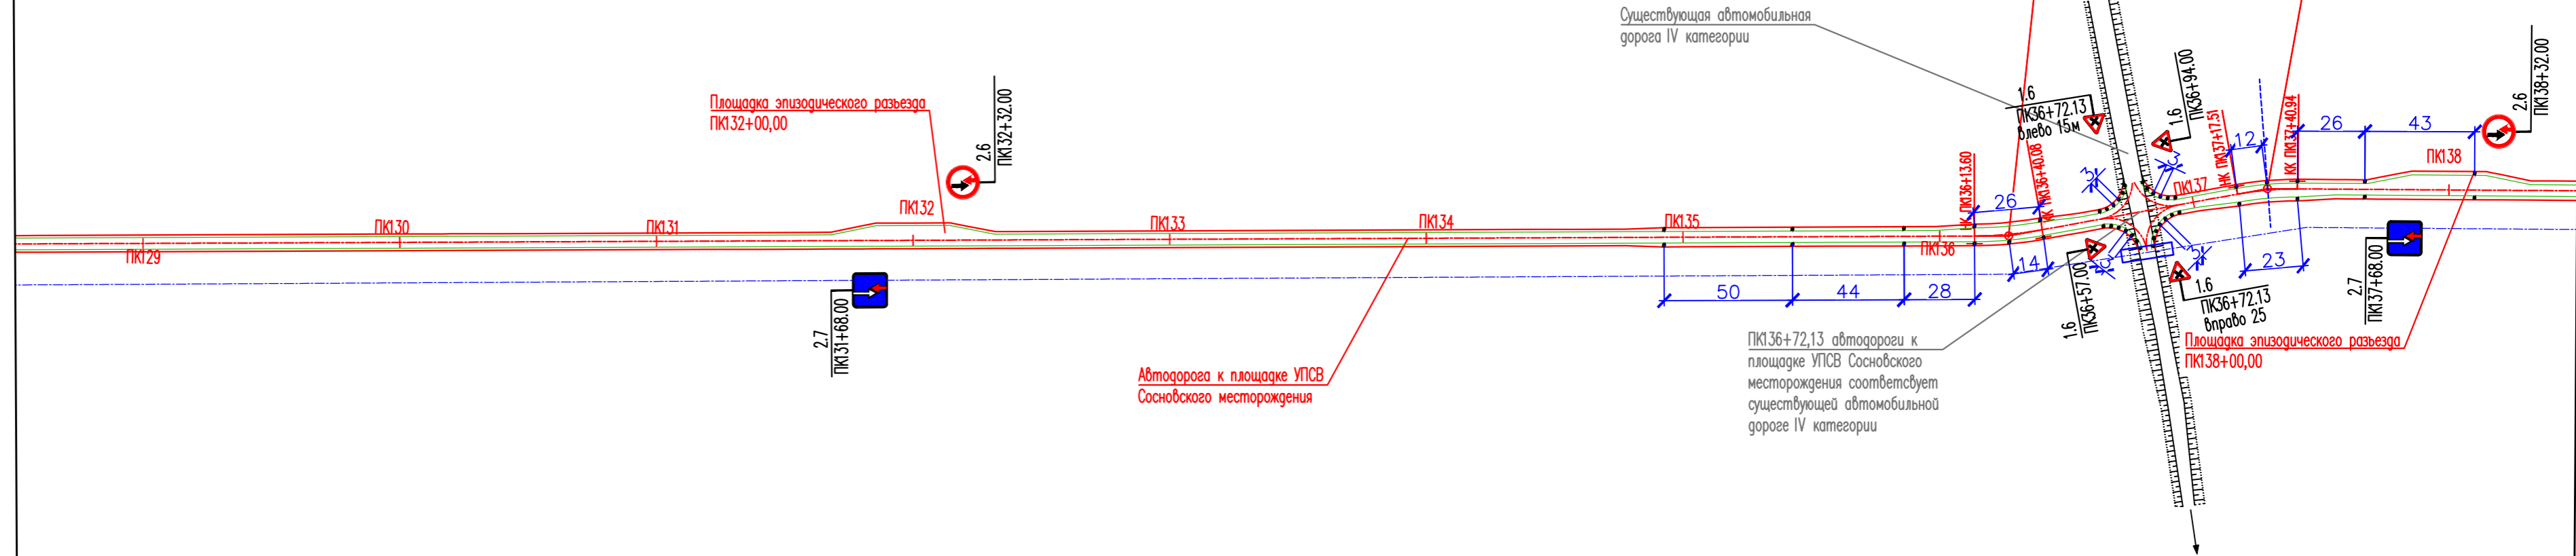 Существующая автомобильная
дорога IV категории
Площадка эпизодического разъезда
ПК132+00,00
2.6
ПК132+32.00
1.6
ПК36+72.13
влево 15м
1.6
ПК36+94.00
НК ПК137+17.51
12
КК ПК137+40.94
26
43
2.6
ПК138+32.00
ПК129
ПК130
ПК131
ПК132
ПК133
ПК134
ПК135
ПК136
ПК137
ПК138
ПК136+13.60
26
ПК136+40.08
14
50
44
28
23
2.7
ПК131+68.00
1.6
ПК36+57.00
1.6
ПК36+72.13
вправо 25
2.7
ПК137+68.00
Автодорога к площадке УПСВ
Сосновского месторождения
ПК136+72,13 автодороги к
площадке УПСВ Сосновского
месторождения соответсвует
существующей автомобильной
дороге IV категории
Площадка эпизодического разъезда
ПК138+00,00